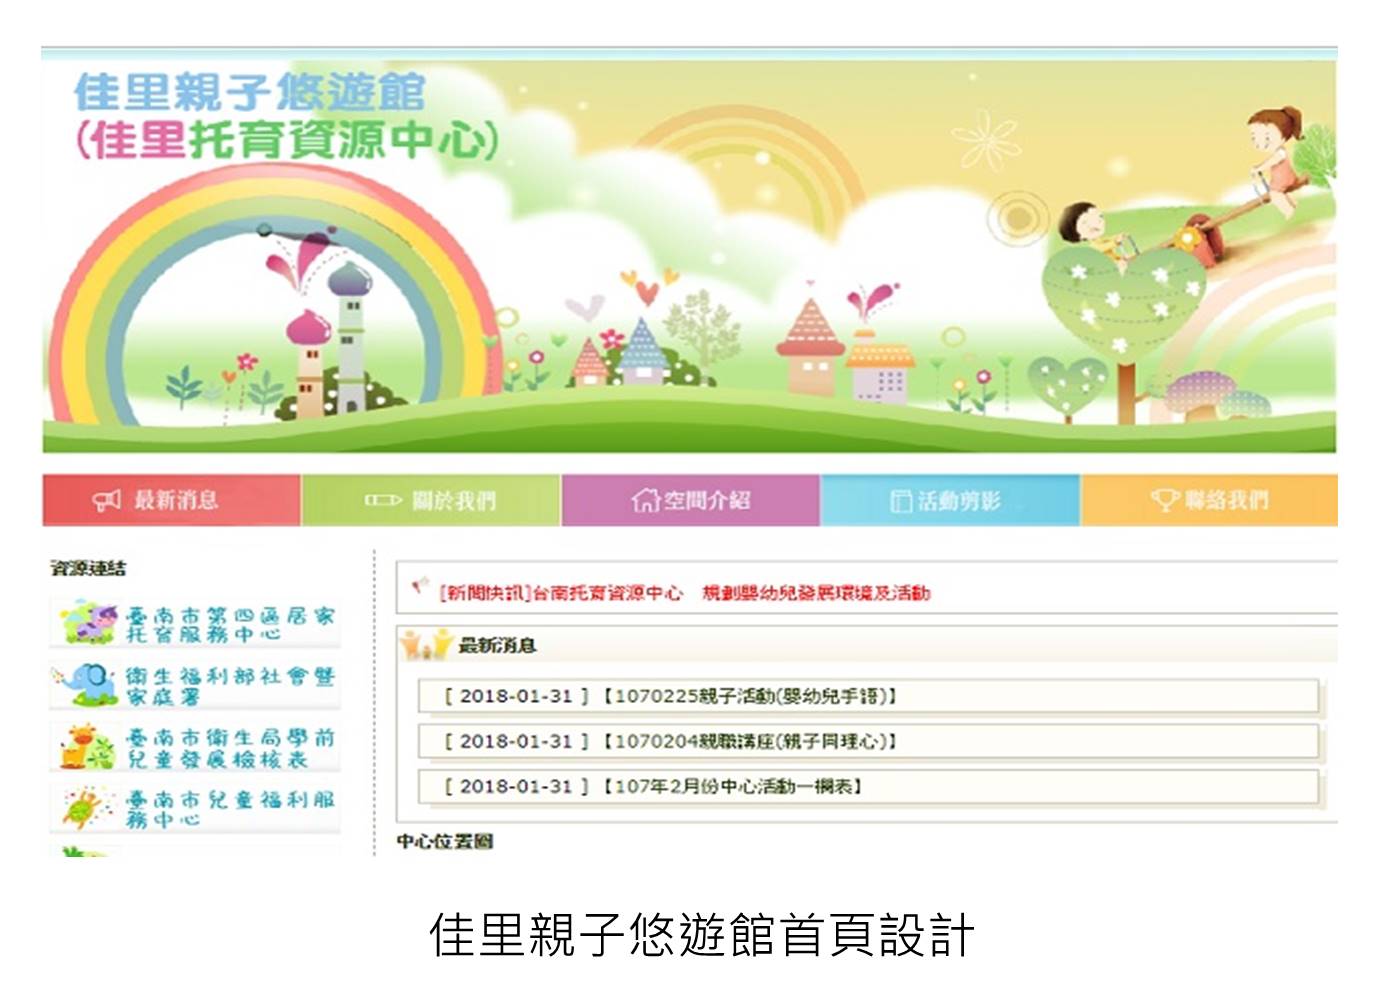 佳里親子悠遊館
(佳里托育資源中心)
最新消息
關於我們
空間介紹
活動剪影
聯絡我們
資源連結
臺南市第四區居家
托育服務中心
衛生福利部社會暨
家庭署
臺南市衛生局學前
兒童發展檢核表
臺南市兒童福利服
務中心
[新聞快訊]台南托育資源中心　規劃嬰幼兒發展環境及活動
最新消息
[ 2018-01-31 ]【1070225親子活動(嬰幼兒手語)】
[ 2018-01-31 ]【1070204親職講座(親子同理心)】
[ 2018-01-31 ]【107年2月份中心活動一欄表】
中心位置圖
佳里親子悠遊館首頁設計